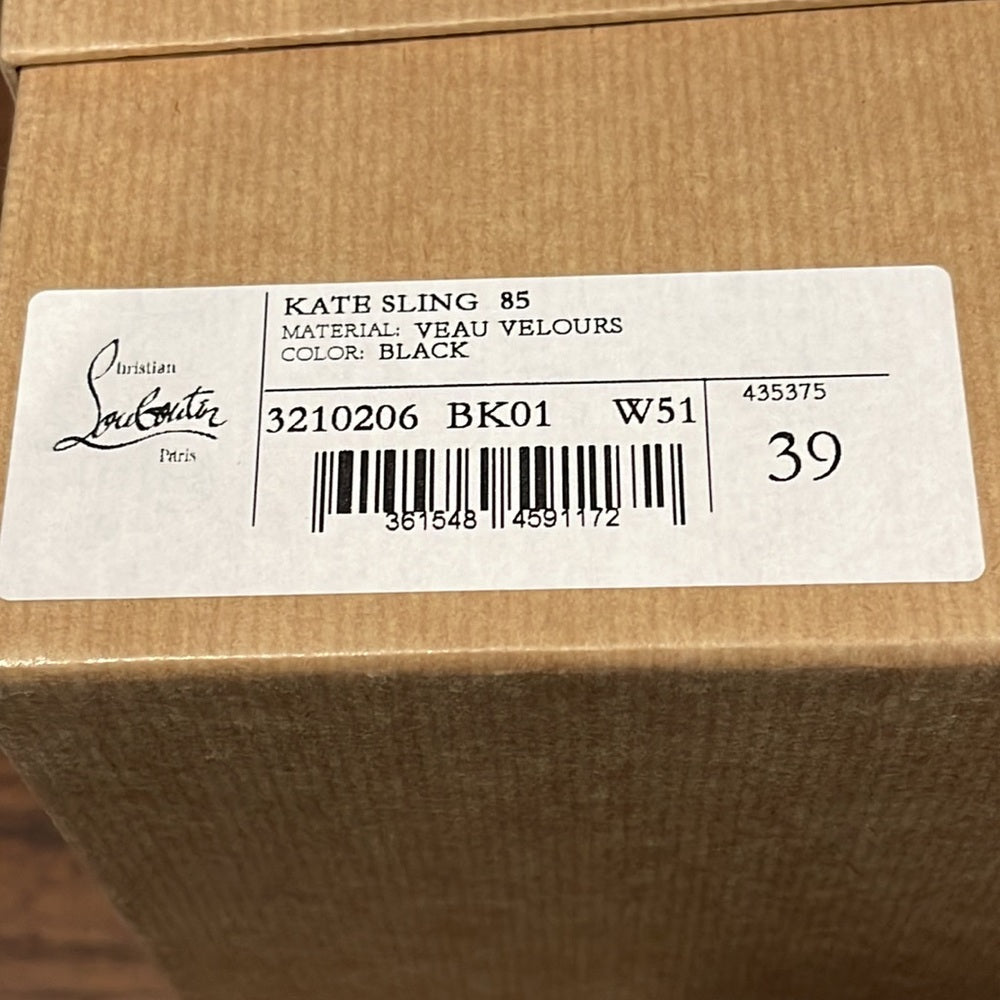 Christian
Louboutin
Paris
KATE SLING 85
MATERIAL: VEAU VELOURS
COLOR: BLACK
3210206 BK01 W51
435375
39
361548 4591172